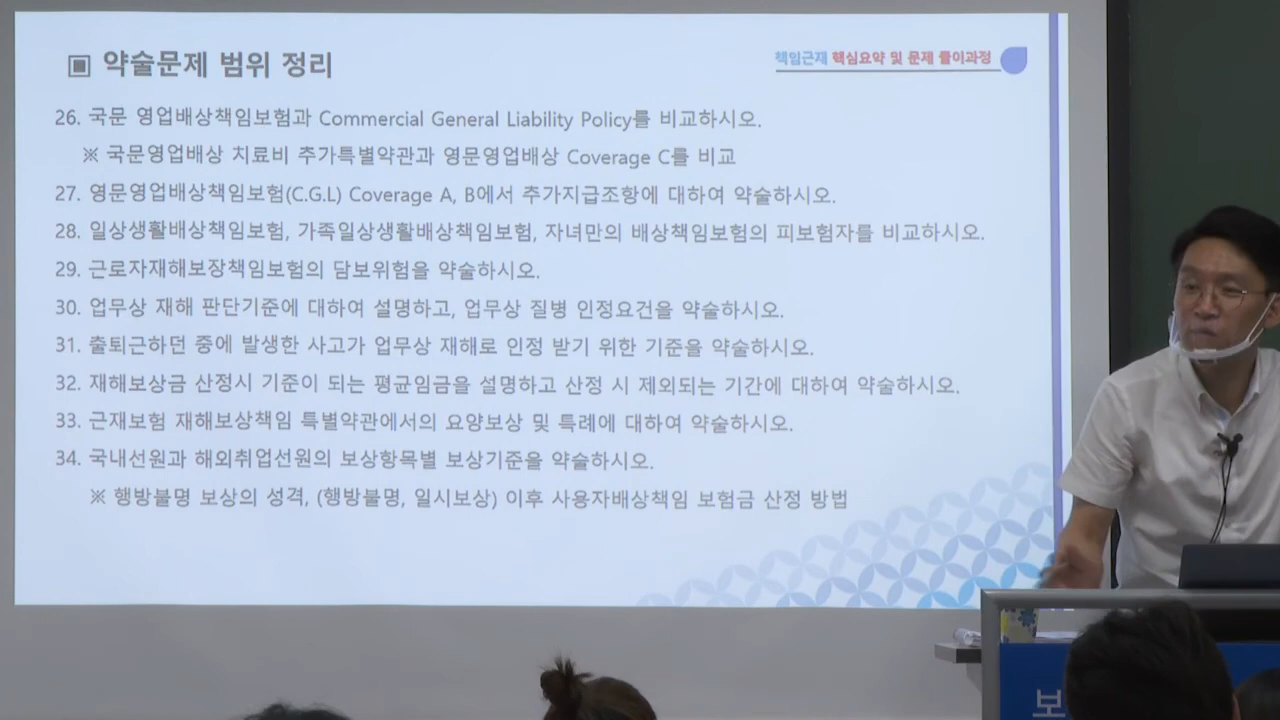 ▣ 약술문제 범위 정리
책임근재 핵심요약 및 문제 풀이과정
26. 국문 영업배상책임보험과 Commercial General Liability Policy를 비교하시오.
※ 국문영업배상 치료비 추가특별약관과 영문영업배상 Coverage C를 비교
27. 영문영업배상책임보험(C.G.L) Coverage A, B에서 추가지급조항에 대하여 약술하시오.
28. 일상생활배상책임보험, 가족일상생활배상책임보험, 자녀만의 배상책임보험의 피보험자를 비교하시오.
29. 근로자재해보장책임보험의 담보위험을 약술하시오.
30. 업무상 재해 판단기준에 대하여 설명하고, 업무상 질병 인정요건을 약술하시오.
31. 출퇴근하던 중에 발생한 사고가 업무상 재해로 인정 받기 위한 기준을 약술하시오.
32. 재해보상금 산정시 기준이 되는 평균임금을 설명하고 산정 시 제외되는 기간에 대하여 약술하시오.
33. 근재보험 재해보상책임 특별약관에서의 요양보상 및 특례에 대하여 약술하시오.
34. 국내선원과 해외취업선원의 보상항목별 보상기준을 약술하시오.
※ 행방불명 보상의 성격, (행방불명, 일시보상) 이후 사용자배상책임 보험금 산정 방법
보